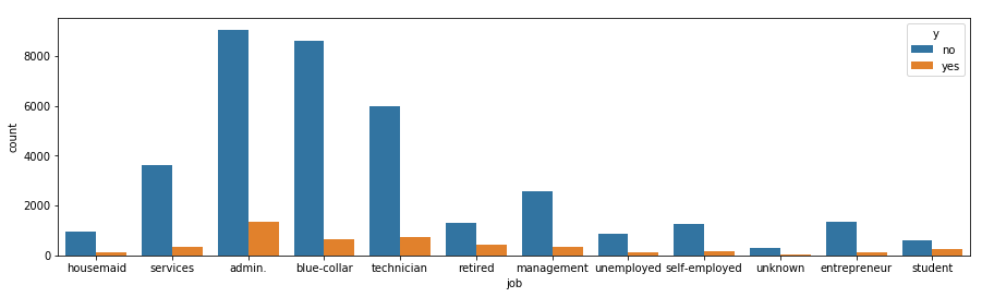 y
no
yes
8000
6000
4000
2000
0
count
housemaid services admin. blue-collar technician retired management unemployed self-employed unknown entrepreneur student
job